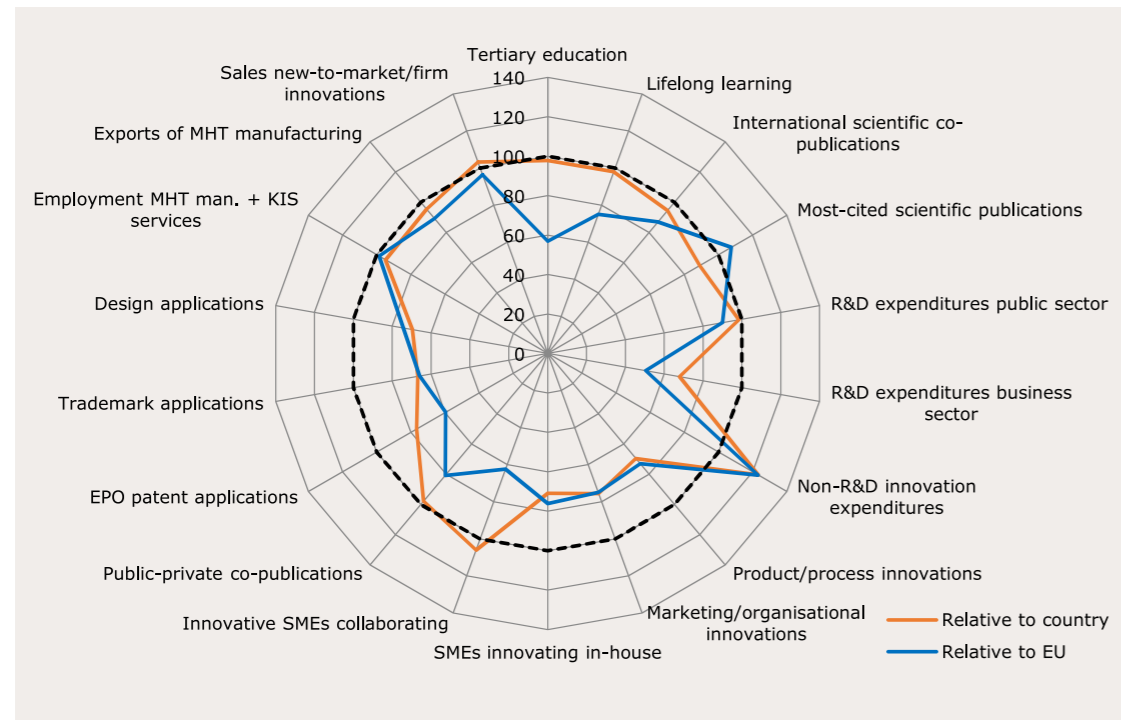 Tertiary education
Sales new-to-market/firm
innovations
Lifelong learning
Exports of MHT manufacturing
International scientific co-
publications
Employment MHT man. + KIS
services
Most-cited scientific publications
Design applications
R&D expenditures public sector
Trademark applications
R&D expenditures business
sector
EPO patent applications
Non-R&D innovation
expenditures
Public-private co-publications
Product/process innovations
Innovative SMEs collaborating
Marketing/organisational
innovations
SMEs innovating in-house
140
120
100
80
60
40
20
0
Relative to country
Relative to EU